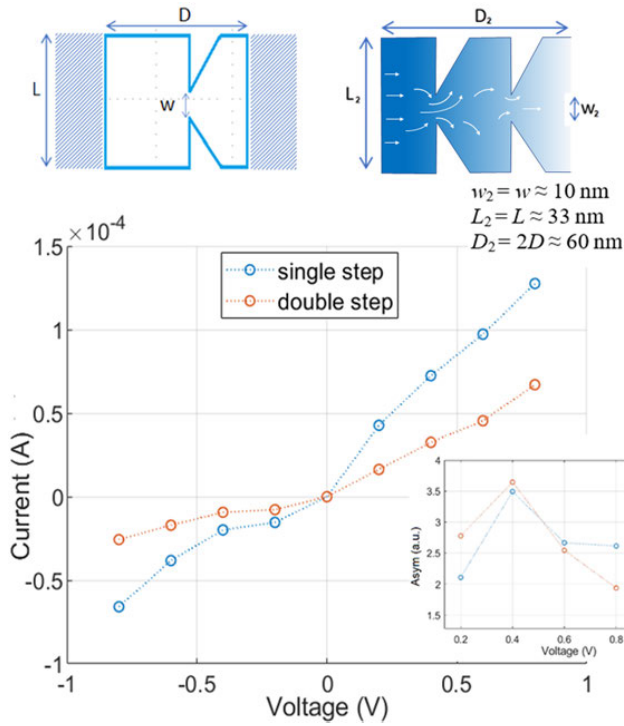 D
L
w
D₂
L₂
w₂
w₂ = w ≈ 10 nm
L₂ = L ≈ 33 nm
D₂ = 2D ≈ 60 nm
×10⁻⁴
1.5
1
0.5
0
-0.5
-1
Current (A)
single step
double step
-1
-0.5
0
0.5
1
Voltage (V)
4
3.5
3
2.5
2
1.5
Asym (a.u.)
0.2
0.4
0.6
0.8
Voltage (V)